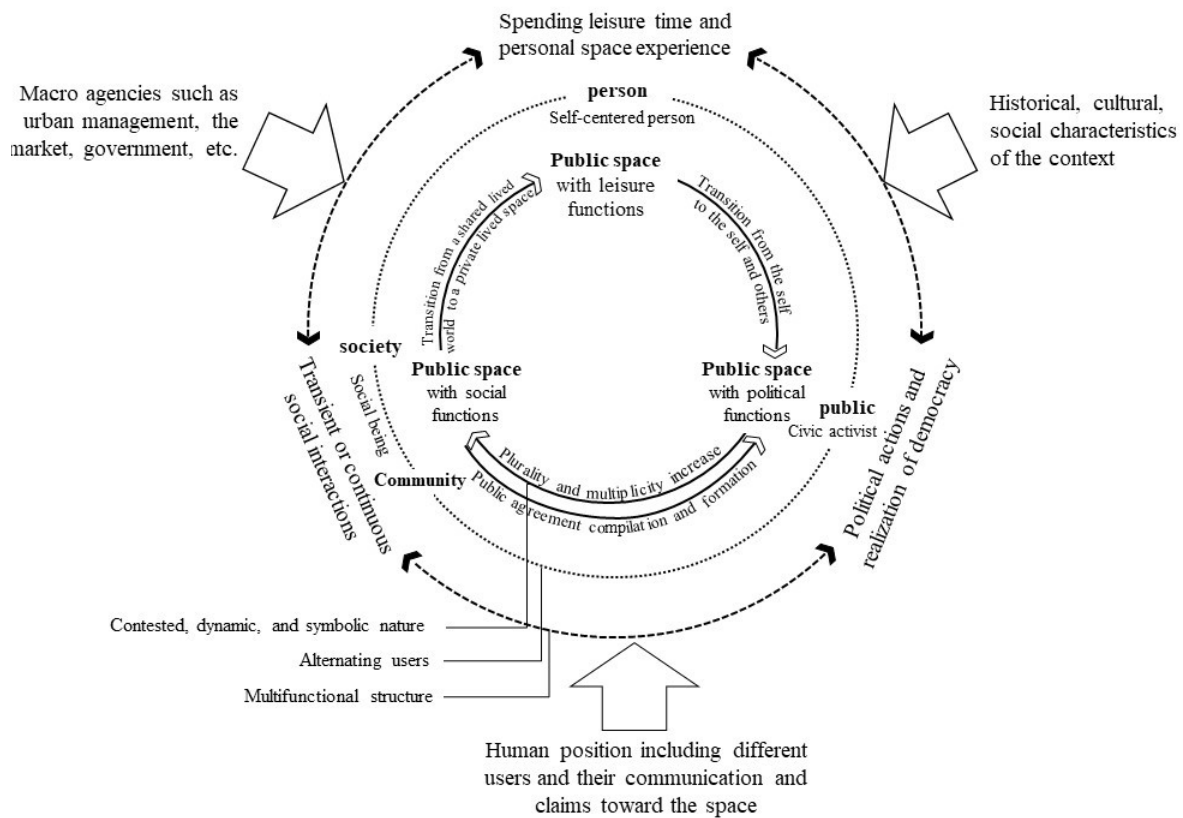 Spending leisure time and
personal space experience
Macro agencies such as
urban management, the
market, government, etc.
Historical, cultural,
social characteristics
of the context
person
Self-centered person
Public space
with leisure
functions
Transition from a shared lived
world to a private lived space
Transition from the self
to the self and others
society
Social being
Community
Public space
with social
functions
Public space
with political
functions
public
Civic activist
Transient or continuous
social interactions
Political actions and
realization of democracy
Plurality and multiplicity increase
Public agreement compilation and formation
Contested, dynamic, and symbolic nature
Alternating users
Multifunctional structure
Human position including different
users and their communication and
claims toward the space